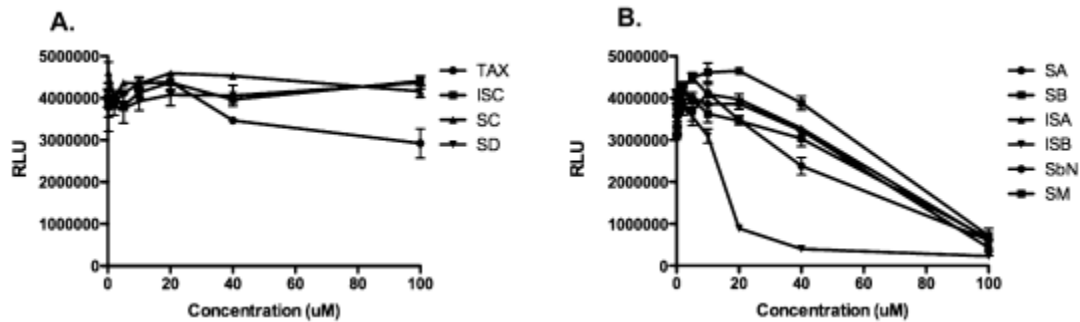 A.
5000000
4000000
3000000
2000000
1000000
0
RLU
0 20 40 60 80 100
Concentration (uM)
TAX
ISC
SC
SD
B.
5000000
4000000
3000000
2000000
1000000
0
RLU
0 20 40 60 80 100
Concentration (uM)
SA
SB
ISA
ISB
SbN
SM